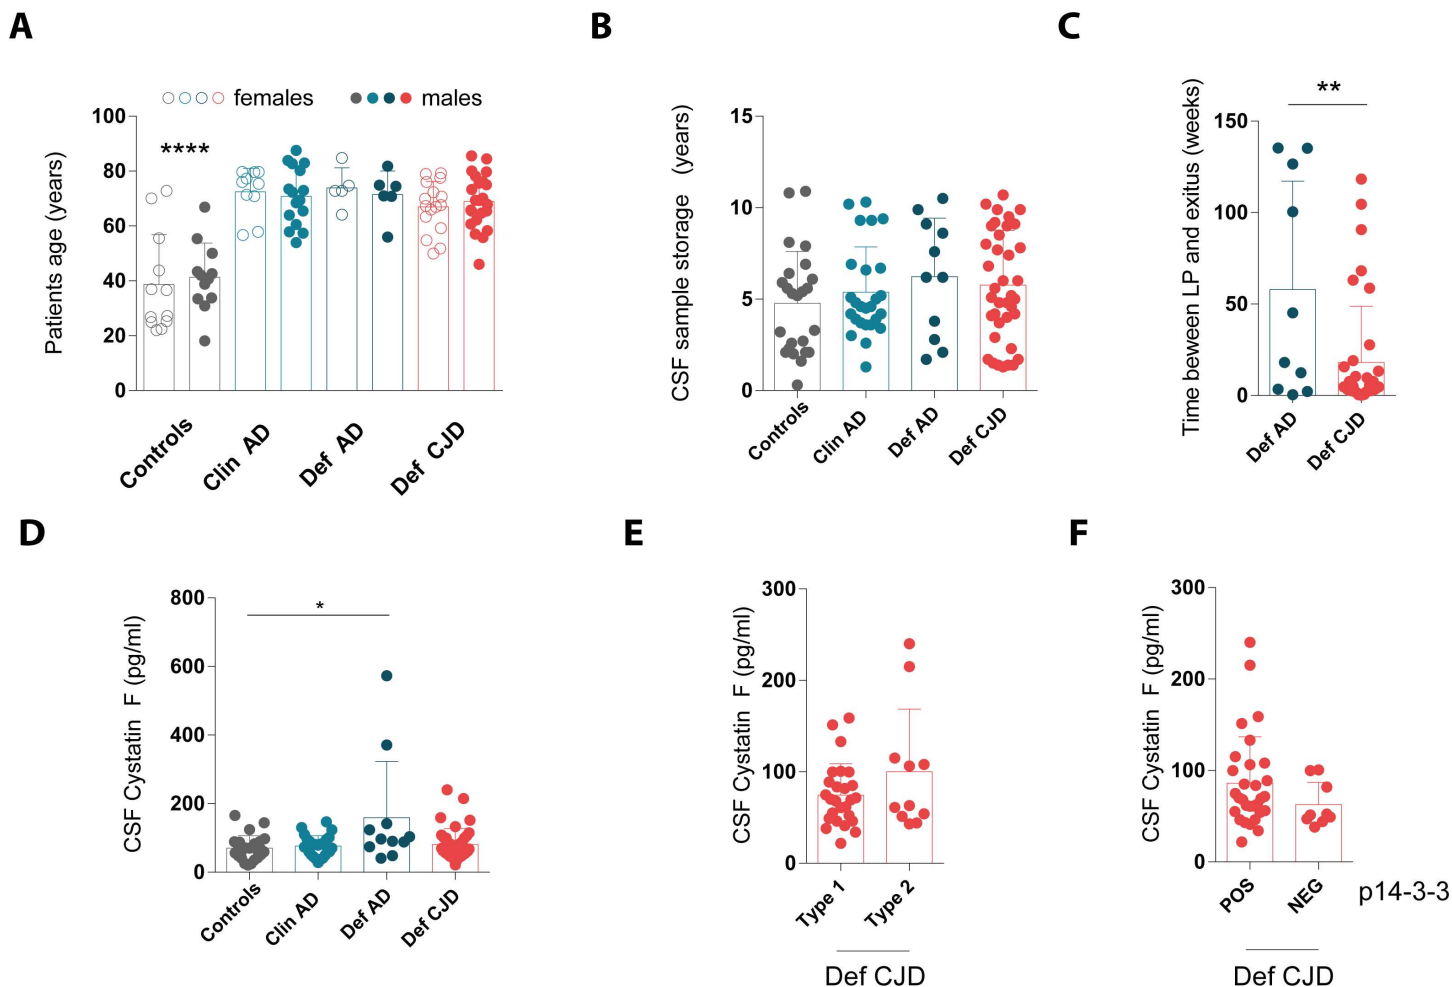 A
B
C
females
males
****
Patients age (years)
100
80
60
40
20
0
Controls
Clin AD
Def AD
Def CJD
CSF sample storage (years)
15
10
5
0
Controls
Clin AD
Def AD
Def CJD
**
Time beween LP and exitus (weeks)
150
100
50
0
Def AD
Def CJD
D
E
F
CSF Cystatin F (pg/ml)
800
600
400
200
0
*
Controls
Clin AD
Def AD
Def CJD
CSF Cystatin F (pg/ml)
300
200
100
0
Type 1
Type 2
Def CJD
CSF Cystatin F (pg/ml)
300
200
100
0
POS
NEG
p14-3-3
Def CJD